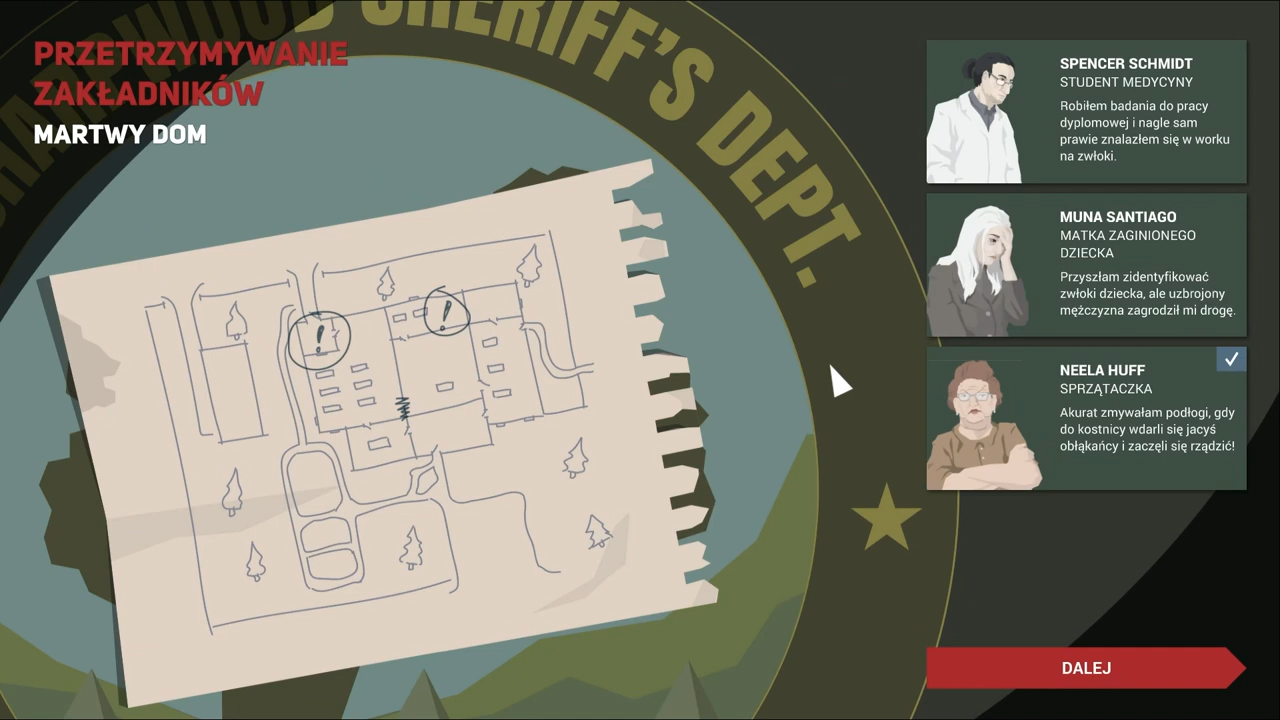 SHARPWOOD SHERIFF'S DEPT.
PRZETRZYMYWANIE
ZAKŁADNIKÓW
MARTWY DOM
!
!
SPENCER SCHMIDT
STUDENT MEDYCYNY
Robiłem badania do pracy
dyplomowej i nagle sam
prawie znalazłem się w worku
na zwłoki.
MUNA SANTIAGO
MATKA ZAGINIONEGO
DZIECKA
Przyszłam zidentyfikować
zwłoki dziecka, ale uzbrojony
mężczyzna zagrodził mi drogę.
NEELA HUFF
SPRZĄTACZKA
Akurat zmywałam podłogi, gdy
do kostnicy wdarli się jacyś
obłąkańcy i zaczęli się rządzić!
DALEJ